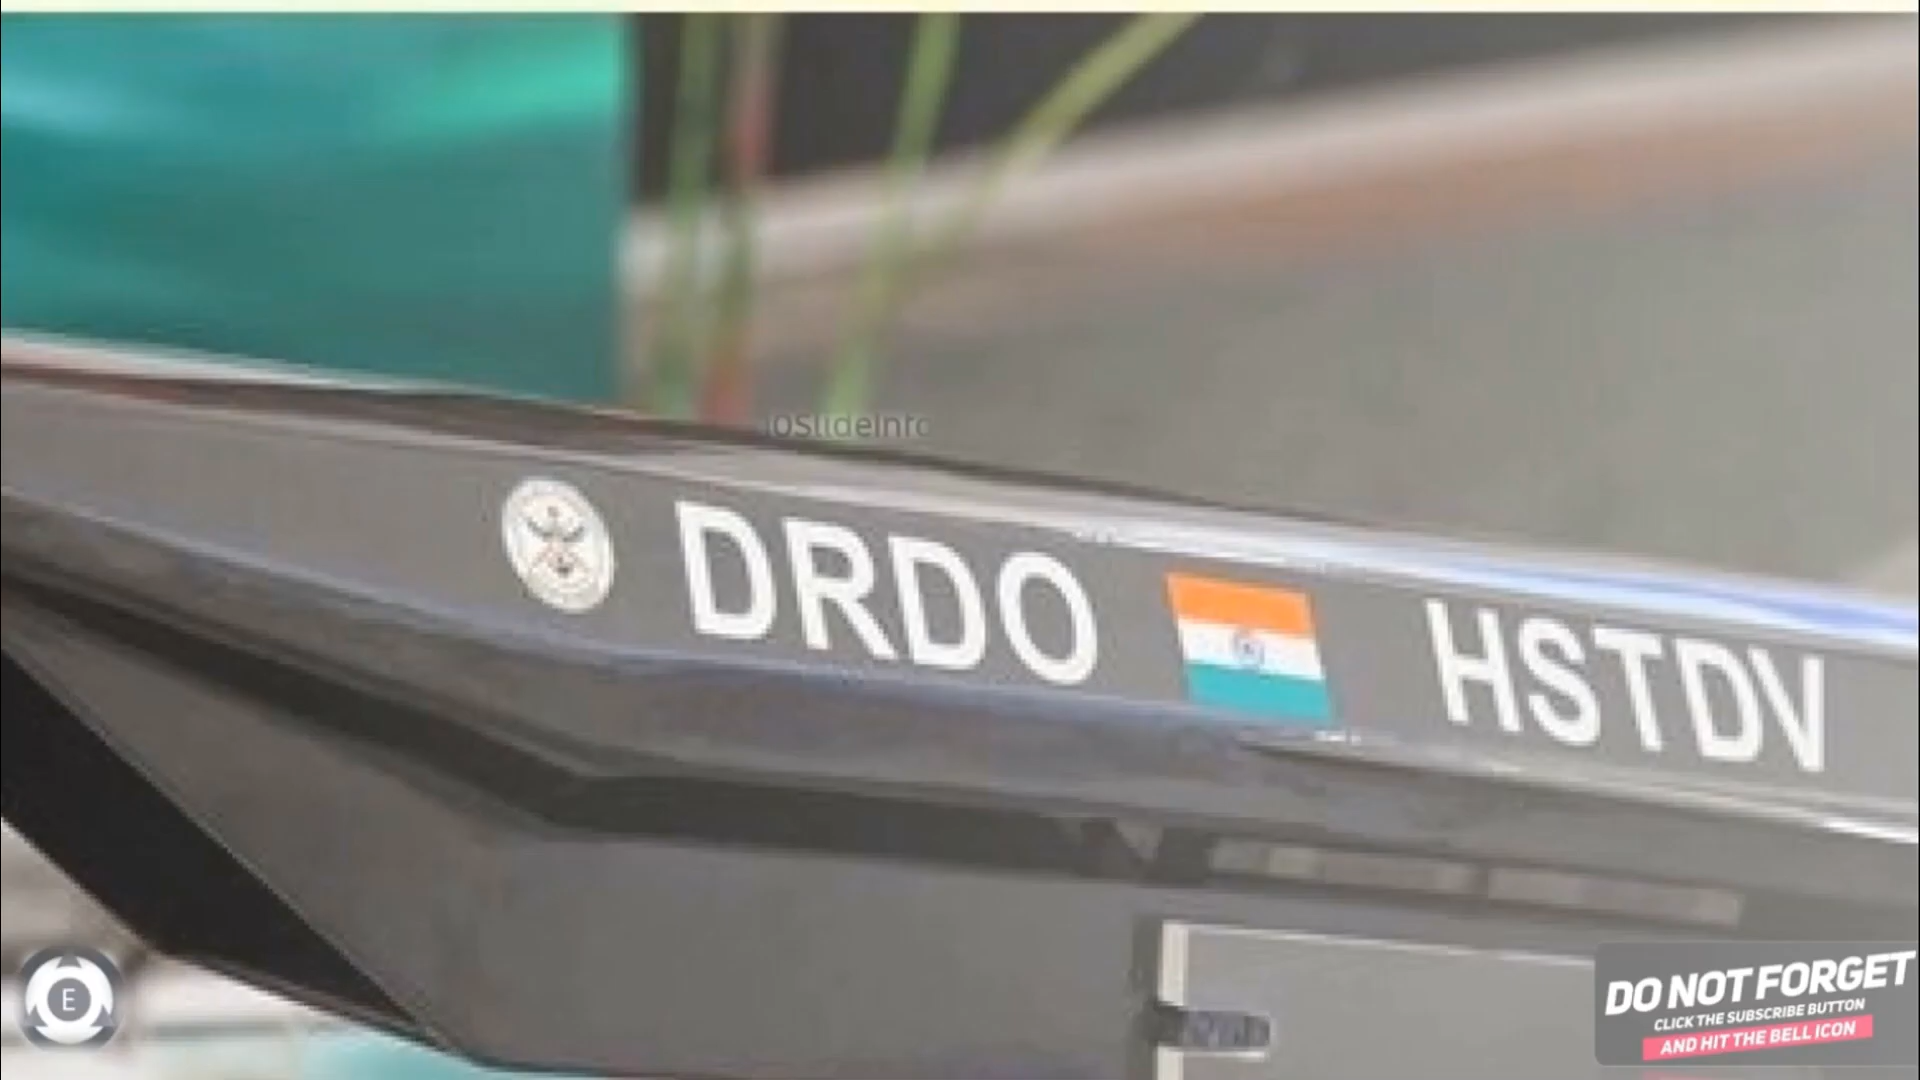 DRDO HSTDV
E
DO NOT FORGET
CLICK THE SUBSCRIBE BUTTON
AND HIT THE BELL ICON